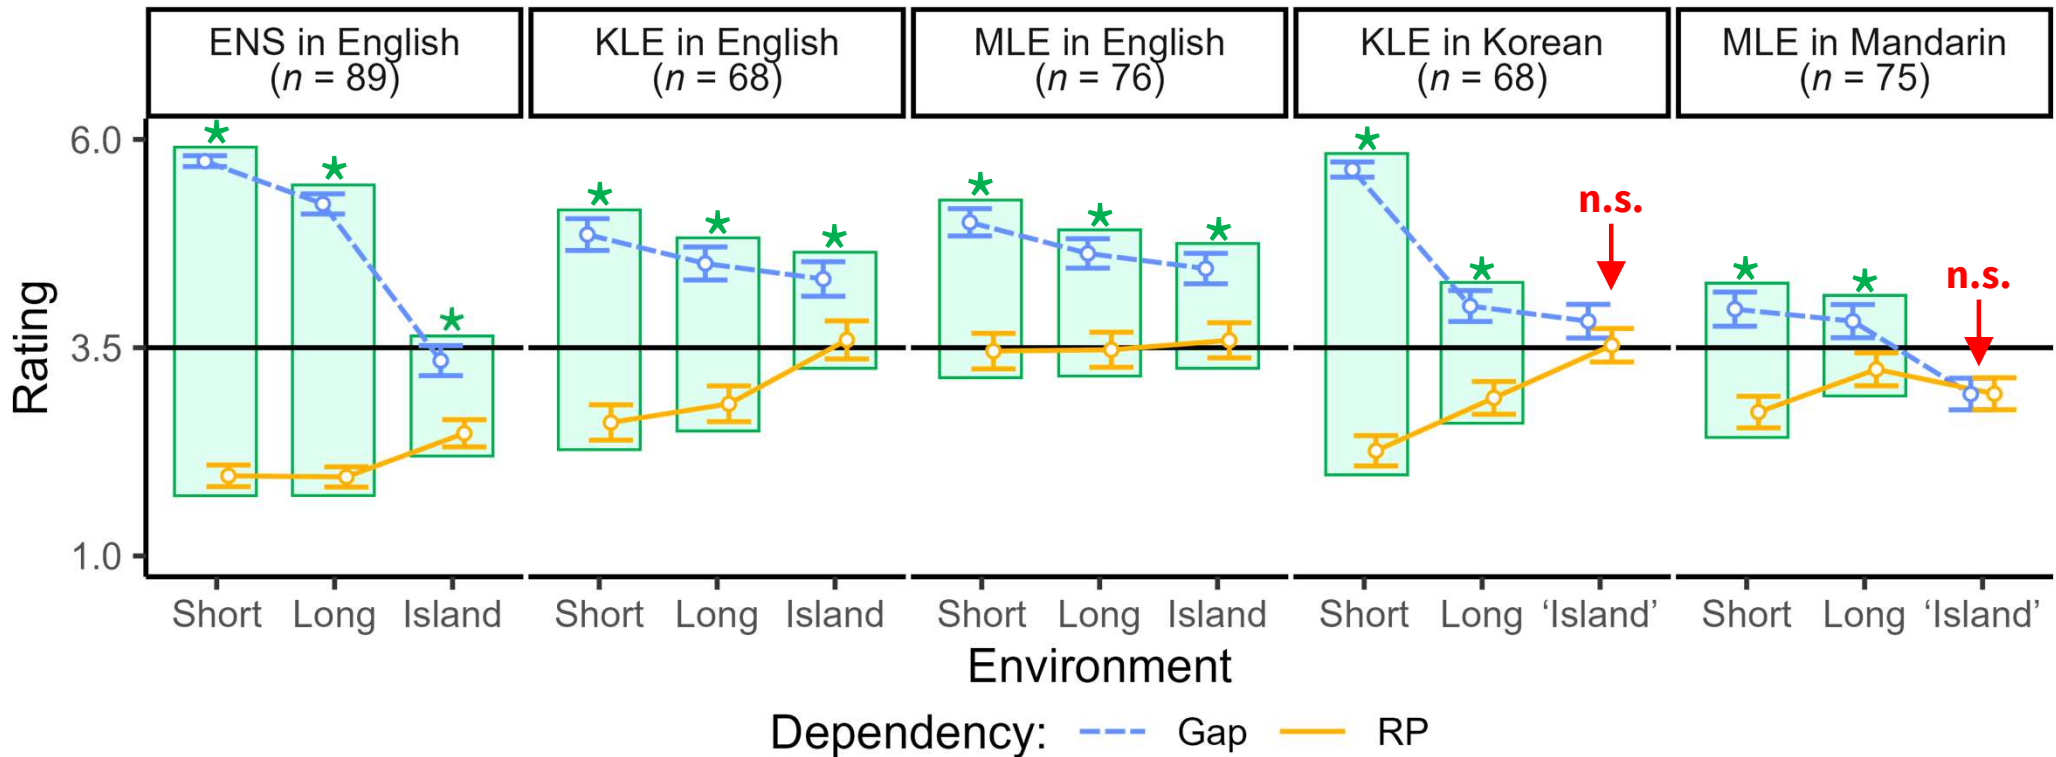 ENS in English
(n = 89)
KLE in English
(n = 68)
MLE in English
(n = 76)
KLE in Korean
(n = 68)
MLE in Mandarin
(n = 75)
Rating
6.0
3.5
1.0
n.s.
n.s.
Short Long Island
Short Long Island
Short Long Island
Short Long ‘Island’
Short Long ‘Island’
Environment
Dependency: Gap RP